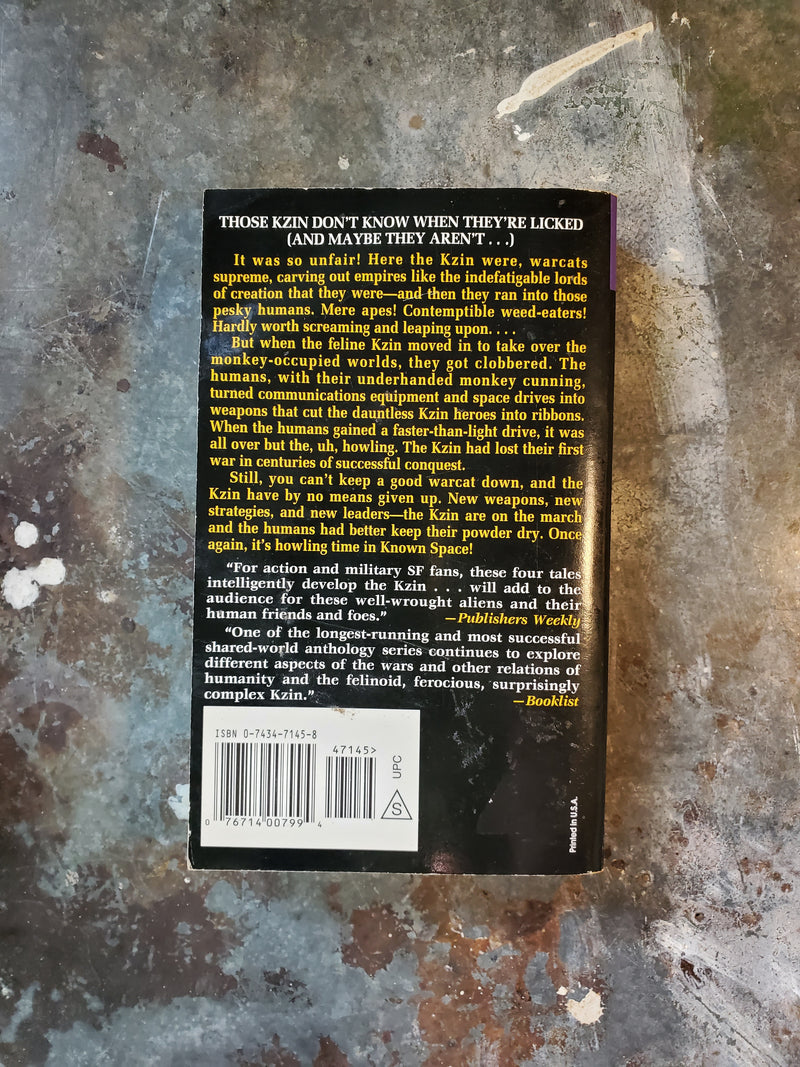 THOSE KZIN DON'T KNOW WHEN THEY'RE LICKED
(AND MAYBE THEY AREN'T . . .)
It was so unfair! Here the Kzin were, warcats
supreme, carving out empires like the indefatigable lords
of creation that they were—and then they ran into those
pesky humans. Mere apes! Contemptible weed-eaters!
Hardly worth screaming and leaping upon. . . .
But when the feline Kzin moved in to take over the
monkey-occupied worlds, they got clobbered. The
humans, with their underhanded monkey cunning,
turned communications equipment and space drives into
weapons that cut the dauntless Kzin heroes into ribbons.
When the humans gained a faster-than-light drive, it was
all over but the, uh, howling. The Kzin had lost their first
war in centuries of successful conquest.
Still, you can't keep a good warcat down, and the
Kzin have by no means given up. New weapons, new
strategies, and new leaders—the Kzin are on the march
and the humans had better keep their powder dry. Once
again, it's howling time in Known Space!
"For action and military SF fans, these four tales
intelligently develop the Kzin . . . will add to the
audience for these well-wrought aliens and their
human friends and foes." —Publishers Weekly
"One of the longest-running and most successful
shared-world anthology series continues to explore
different aspects of the wars and other relations of
humanity and the felinoid, ferocious, surprisingly
complex Kzin." —Booklist
ISBN 0-7434-7145-8
47145>
UPC
S
0 76714 00799 4
Printed in U.S.A.